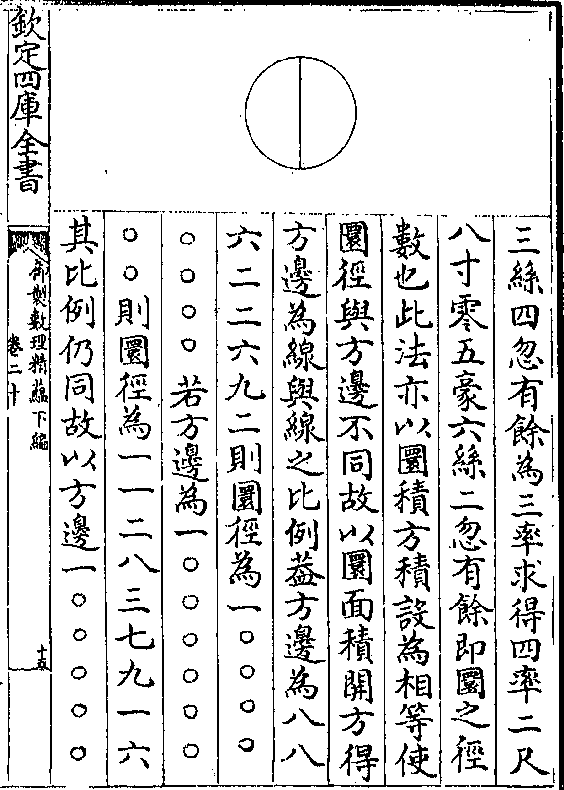 三絲四忽有餘為三率求得四率二尺
八寸零五豪六絲二忽有餘即圜之徑
數也此法亦以圜積方積設為相等使
圜徑與方邊不同故以圜面積開方得
方邊為線與線之比例葢方邊為八八
六二二六九二則圜徑為一〇〇〇〇
〇〇〇〇若方邊為一〇〇〇〇〇〇
〇〇則圜徑為一一二八三七九一六
其比例仍同故以方邊一〇〇〇〇〇
欽定四庫全書
御製數理精蘊下編
卷二十
十五